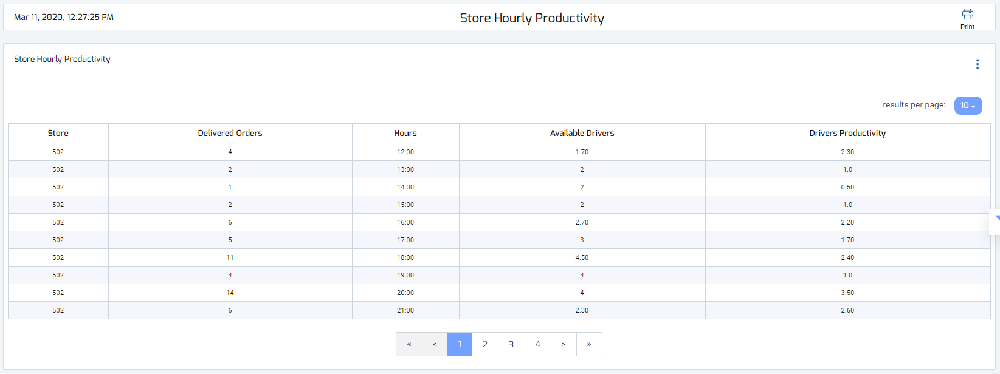 Mar 11, 2020, 12:27:25 PM Store Hourly Productivity Print
Store Hourly Productivity
results per page: 10
Store Delivered Orders Hours Available Drivers Drivers Productivity
502 4 12:00 1.70 2.30
502 2 13:00 2 1.0
502 1 14:00 2 0.50
502 2 15:00 2 1.0
502 6 16:00 2.70 2.20
502 5 17:00 3 1.70
502 11 18:00 4.50 2.40
502 4 19:00 4 1.0
502 14 20:00 4 3.50
502 6 21:00 2.30 2.60
« < 1 2 3 4 > »